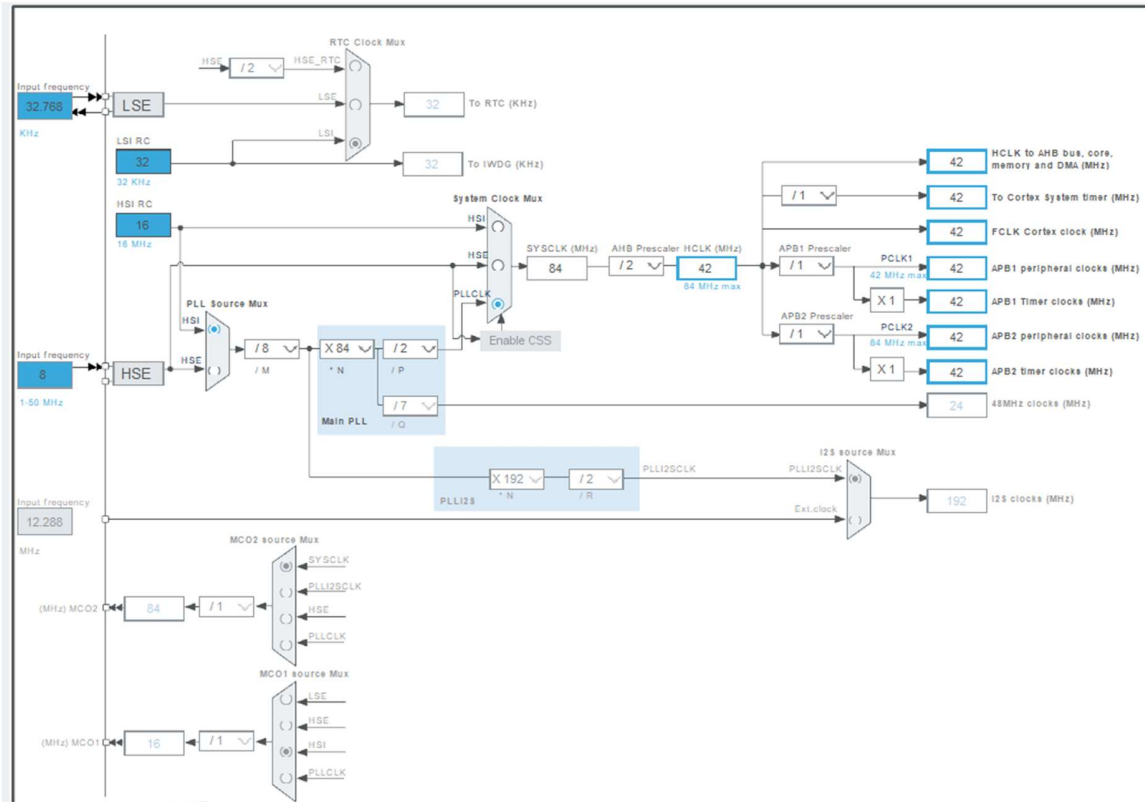 RTC Clock Mux
HSE
/ 2
HSE_RTC
Input frequency
32.768
KHz
LSE
LSE
32
To RTC (KHz)
LSI RC
32
32 KHz
LSI
32
To IWDG (KHz)
HSI RC
16
16 MHz
System Clock Mux
HSI
HSE
PLLCLK
SYSCLK (MHz)
84
AHB Prescaler
/ 2
HCLK (MHz)
42
84 MHz max
Enable CSS
42
HCLK to AHB bus, core,
memory and DMA (MHz)
/ 1
42
To Cortex System timer (MHz)
42
FCLK Cortex clock (MHz)
APB1 Prescaler
/ 1
PCLK1
42 MHz max
42
APB1 peripheral clocks (MHz)
X 1
42
APB1 Timer clocks (MHz)
APB2 Prescaler
/ 1
PCLK2
84 MHz max
42
APB2 peripheral clocks (MHz)
X 1
42
APB2 timer clocks (MHz)
24
48MHz clocks (MHz)
PLL Source Mux
HSI
HSE
Input frequency
8
1-50 MHz
HSE
/ 8
/ M
X 84
* N
/ 2
/ P
/ 7
/ Q
Main PLL
X 192
* N
/ 2
/ R
PLLI2S
PLLI2SCLK
I2S source Mux
PLLI2SCLK
Ext.clock
192
I2S clocks (MHz)
Input frequency
12.288
MHz
MCO2 source Mux
SYSCLK
PLLI2SCLK
HSE
PLLCLK
(MHz) MCO2
84
/ 1
MCO1 source Mux
LSE
HSE
HSI
PLLCLK
(MHz) MCO1
16
/ 1